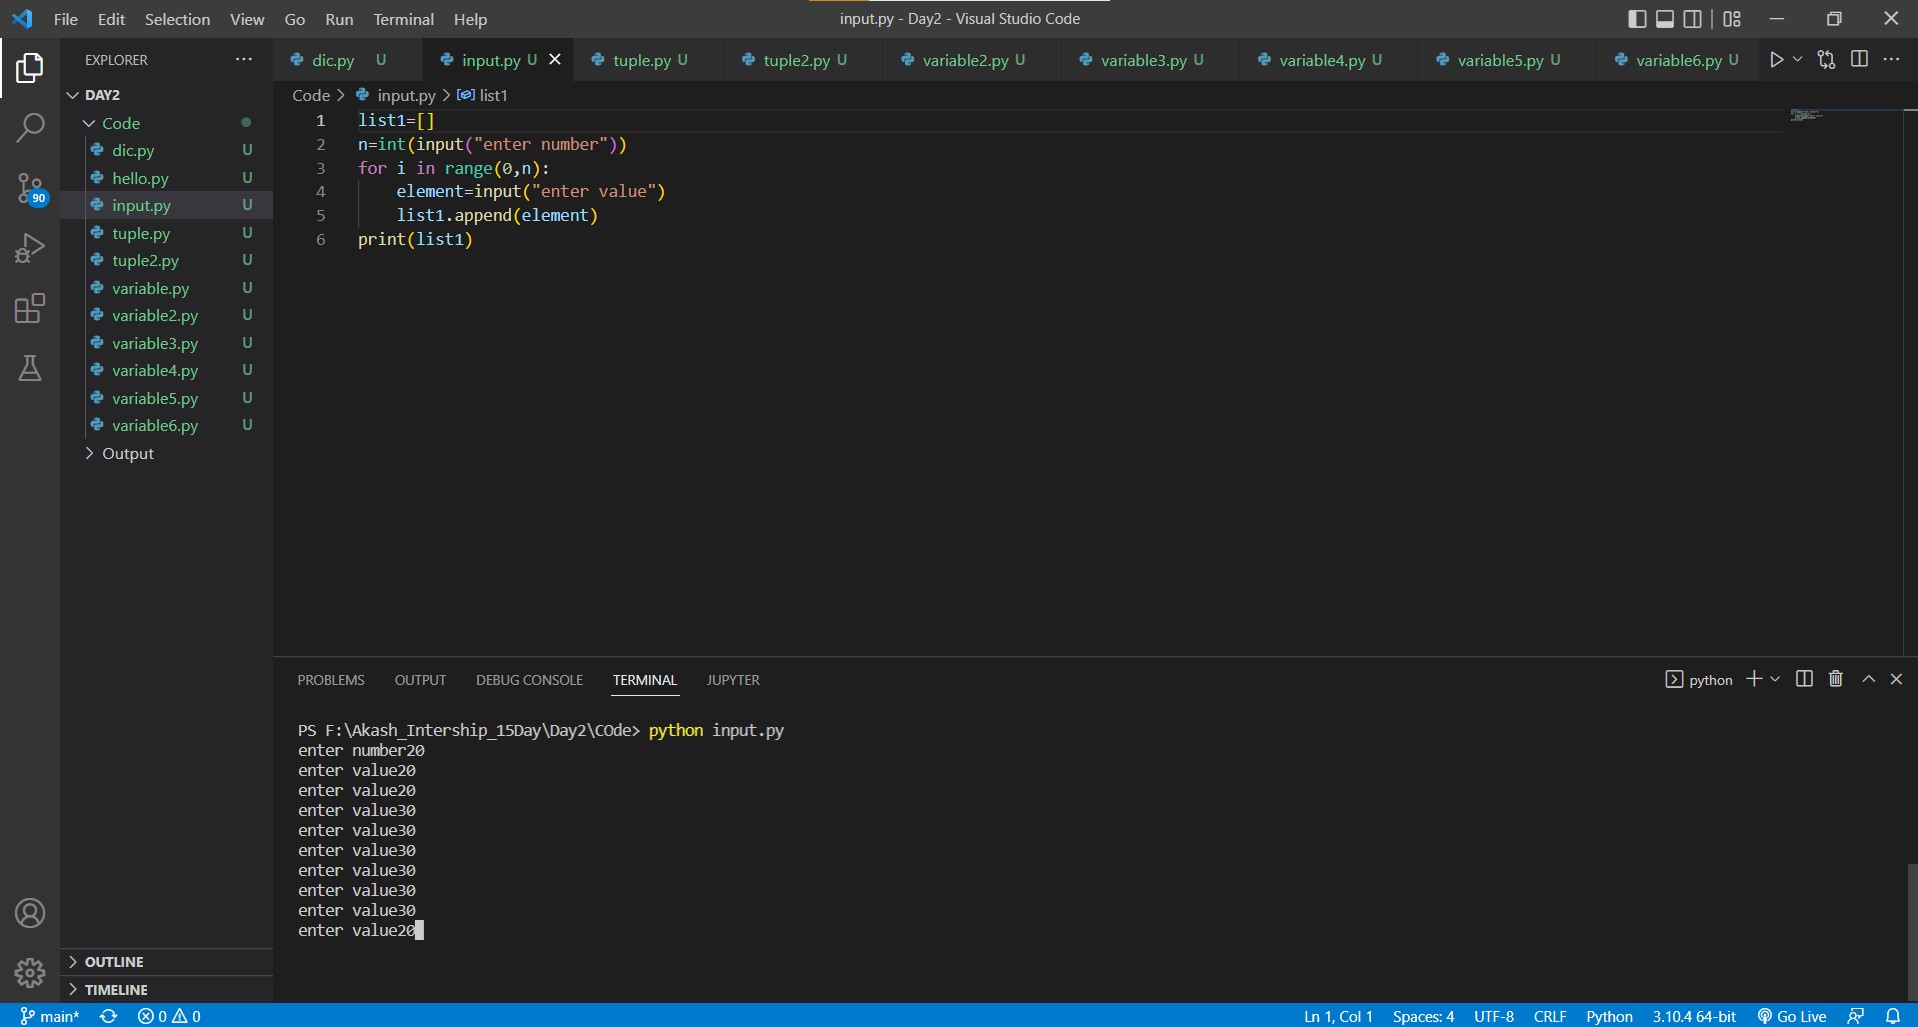 File Edit Selection View Go Run Terminal Help
input.py - Day2 - Visual Studio Code
EXPLORER
dic.py U
input.py U
tuple.py U
tuple2.py U
variable2.py U
variable3.py U
variable4.py U
variable5.py U
variable6.py U
DAY2
Code
dic.py U
hello.py U
input.py U
tuple.py U
tuple2.py U
variable.py U
variable2.py U
variable3.py U
variable4.py U
variable5.py U
variable6.py U
Output
90
OUTLINE
TIMELINE
Code > input.py > list1
1 list1=[]
2 n=int(input("enter number"))
3 for i in range(0,n):
4 element=input("enter value")
5 list1.append(element)
6 print(list1)
PROBLEMS OUTPUT DEBUG CONSOLE TERMINAL JUPYTER
python
PS F:\Akash_Intership_15Day\Day2\COde> python input.py
enter number20
enter value20
enter value20
enter value30
enter value30
enter value30
enter value30
enter value30
enter value30
enter value20
main* 0 0
Ln 1, Col 1 Spaces: 4 UTF-8 CRLF Python 3.10.4 64-bit Go Live